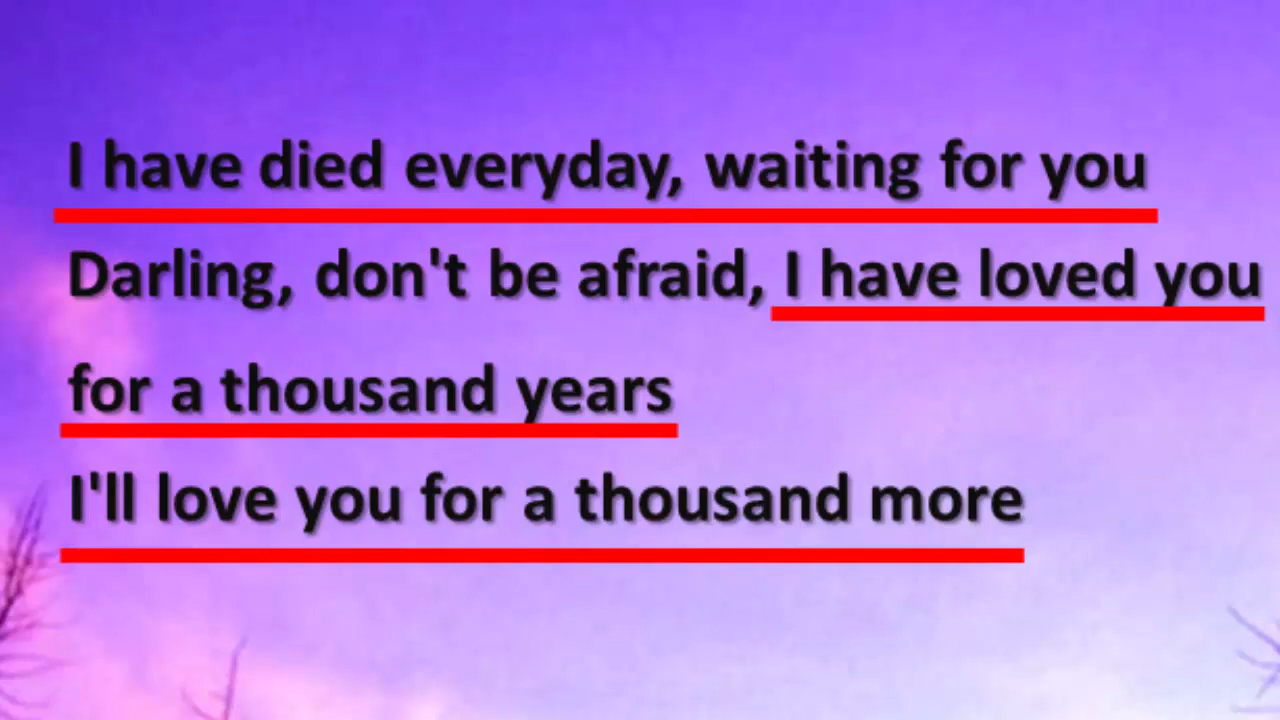 I have died everyday, waiting for you
Darling, don't be afraid, I have loved you
for a thousand years
I'll love you for a thousand more